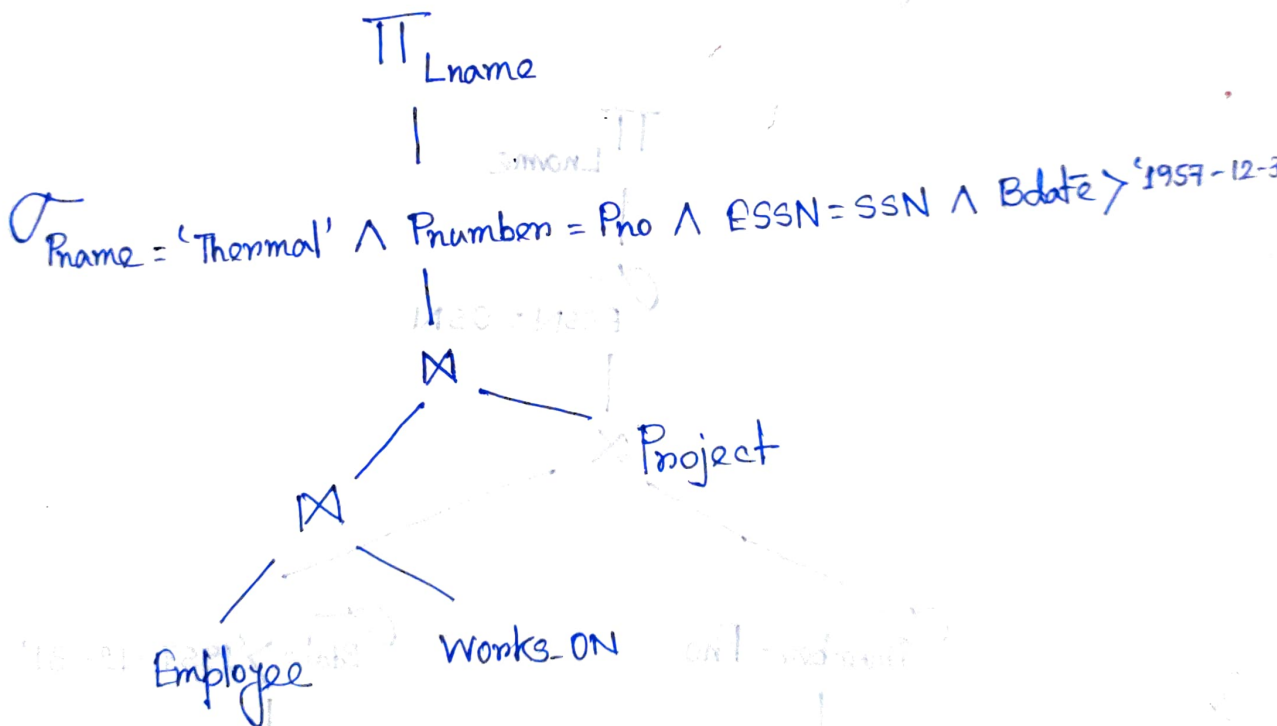 π Lname
σ Pname = 'Thermal' ∧ Pnumber = Pno ∧ ESSN = SSN ∧ Bdate > '1957-12-3
⋈
⋈ Project
Employee Works_ON